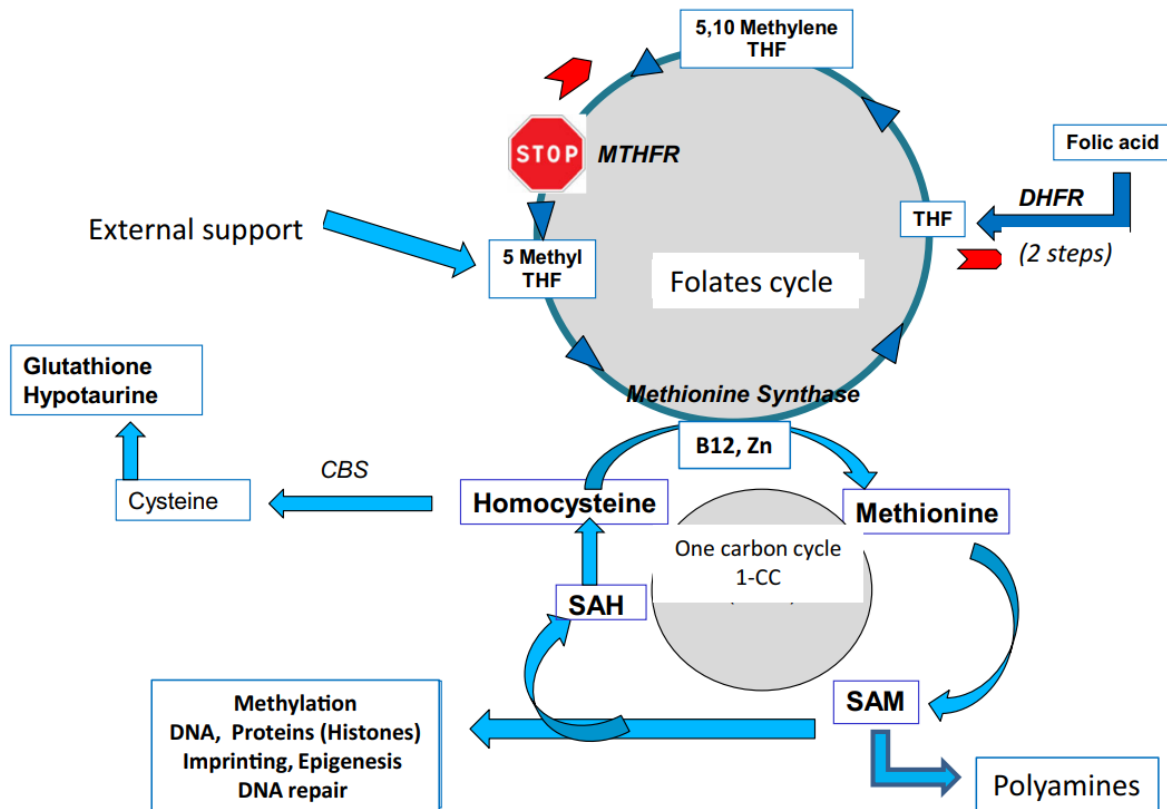 5,10 Methylene
THF
STOP
MTHFR
Folic acid
DHFR
THF
(2 steps)
External support
5 Methyl
THF
Folates cycle
Glutathione
Hypotaurine
Methionine Synthase
B12, Zn
CBS
Cysteine
Homocysteine
Methionine
One carbon cycle
1-CC
SAH
SAM
Methylation
DNA, Proteins (Histones)
Imprinting, Epigenesis
DNA repair
Polyamines